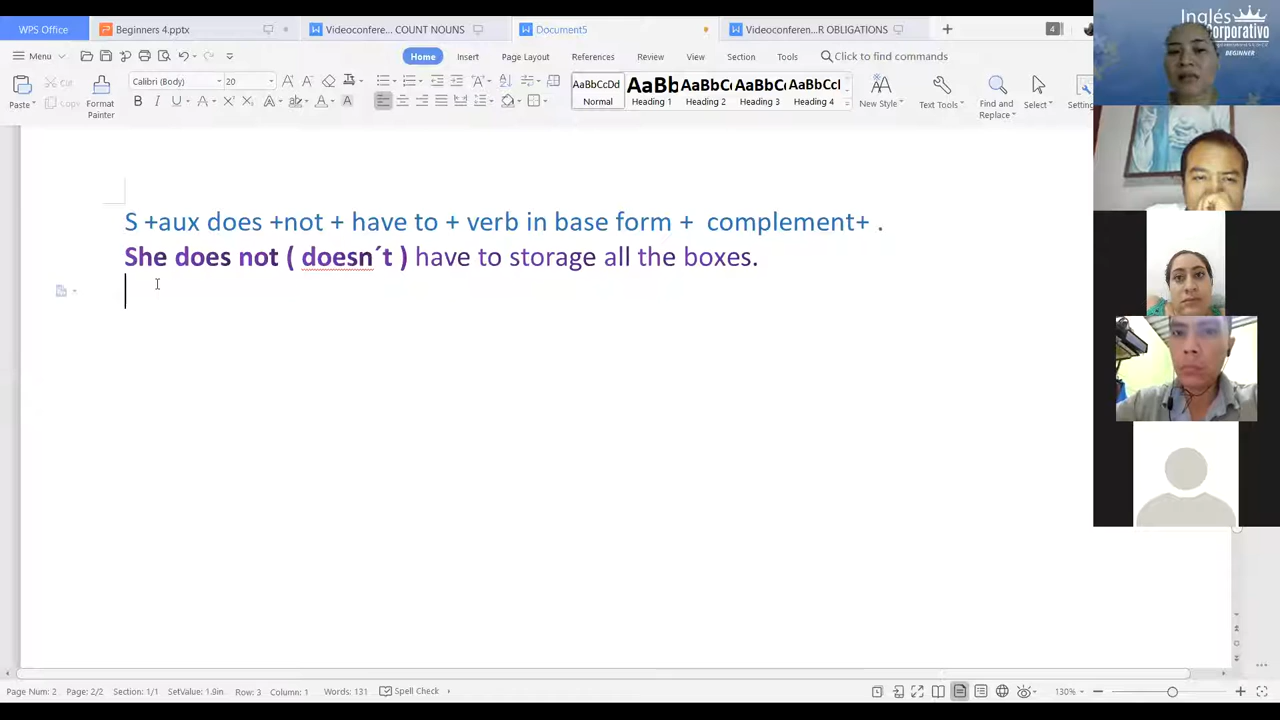 WPS Office Beginners 4.pptx Videoconfere... COUNT NOUNS Document5 Videoconferen...R OBLIGATIONS 4
Inglés Corporativo
BEGINNER
Menu Home Insert Page Layout References Review View Section Tools Click to find commands
Paste Cut Copy Format Painter Calibri (Body) 20
AaBbCcDd Normal AaBb Heading 1 AaBbC Heading 2 AaBbC Heading 3 AaBbCcl Heading 4 New Style Text Tools Find and Replace Select Setting
S +aux does +not + have to + verb in base form + complement+ .
She does not ( doesn´t ) have to storage all the boxes.
Page Num: 2 Page: 2/2 Section: 1/1 SetValue: 1.9in Row: 3 Column: 1 Words: 131 Spell Check 130%